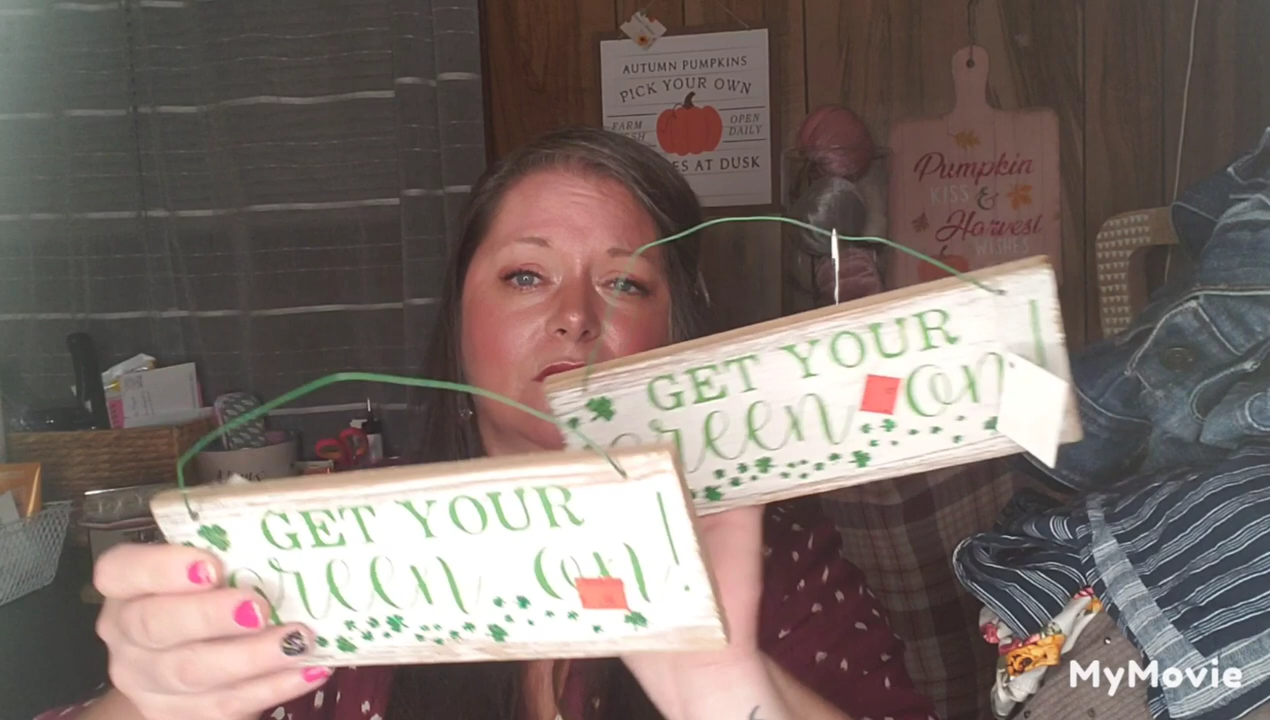 AUTUMN PUMPKINS
PICK YOUR OWN
FARM
OPEN
DAILY
AT DUSK
Pumpkin
KISS &
Harvest
WISHES
GET YOUR
green on!
GET YOUR
green on!
MyMovie